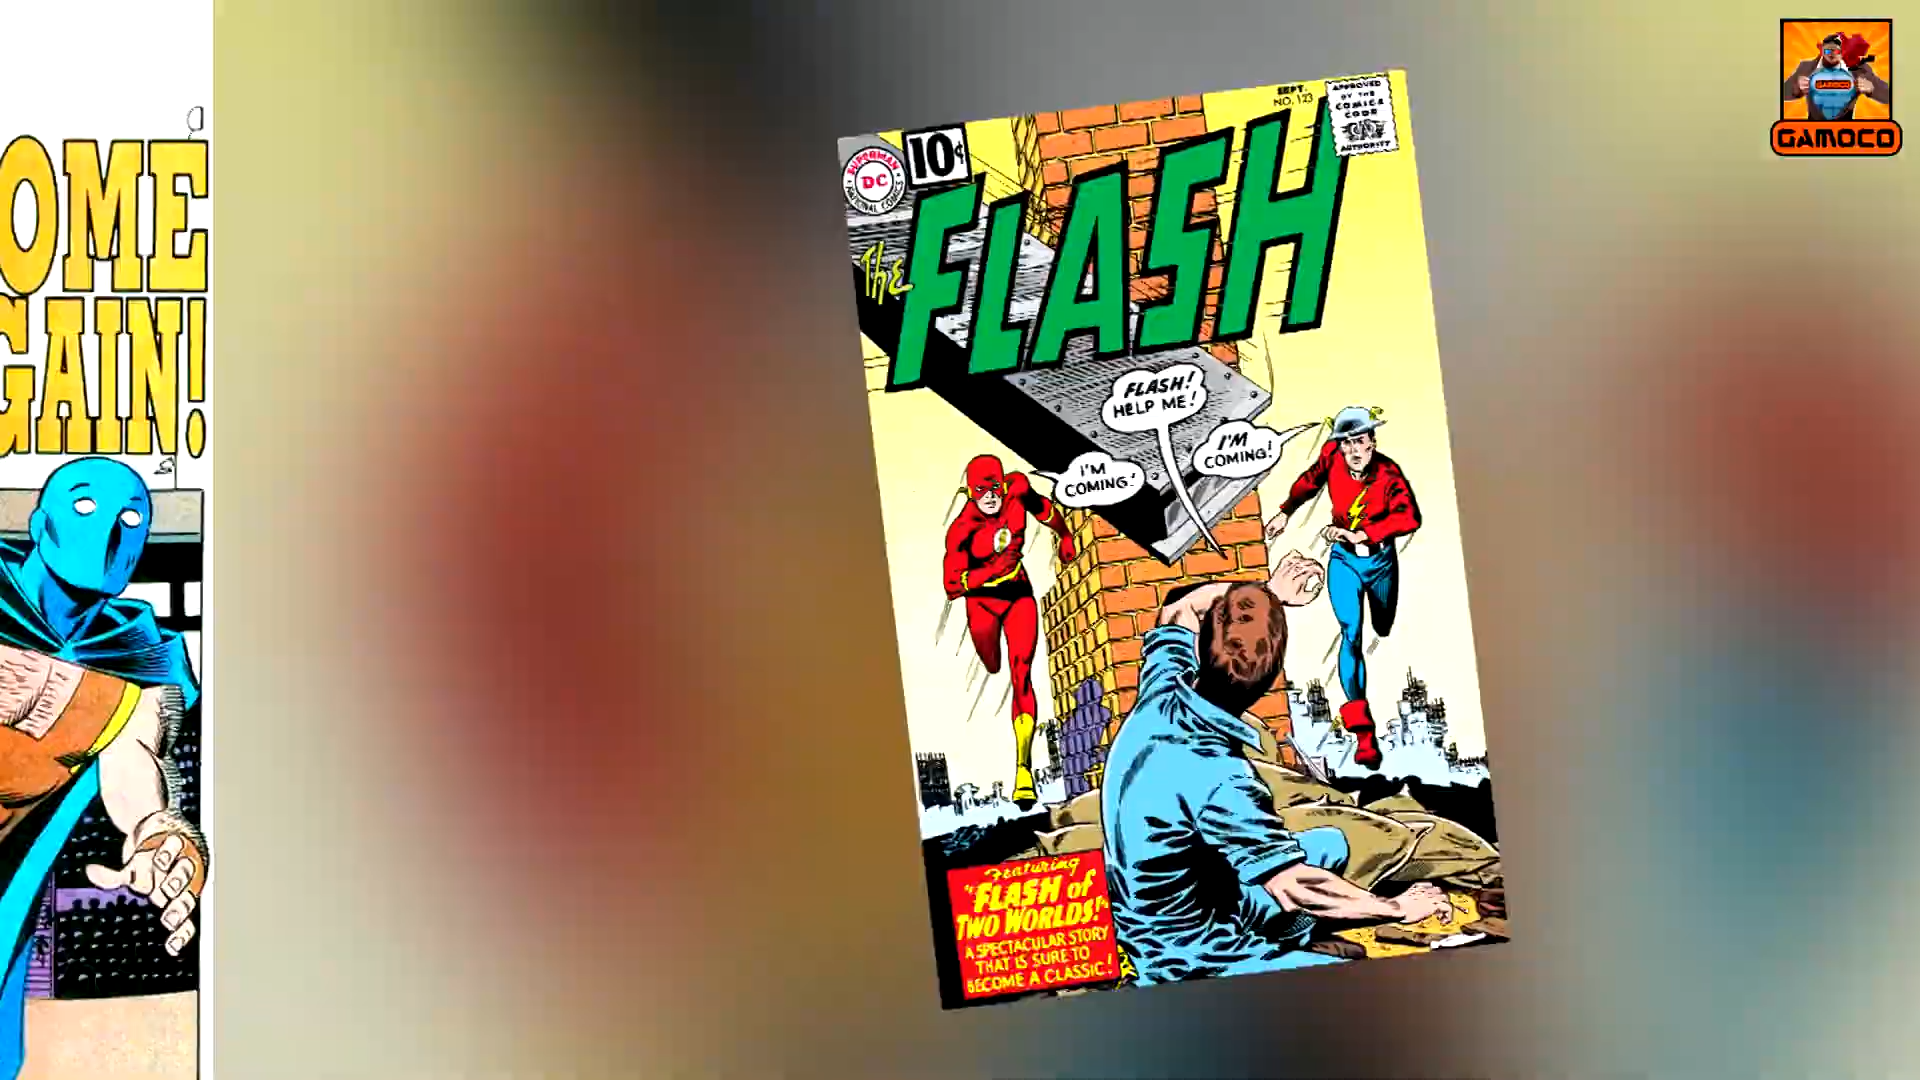 OME
GAIN!
SUPERMAN
DC
NATIONAL COMICS
10¢
SEPT.
NO. 123
APPROVED
BY THE
COMICS
CODE
AUTHORITY
The
FLASH
FLASH!
HELP ME!
I'M
COMING!
I'M
COMING!
Featuring
"FLASH of
TWO WORLDS!"
A SPECTACULAR STORY
THAT IS SURE TO
BECOME A CLASSIC!
GAMOCO
GAMOCO